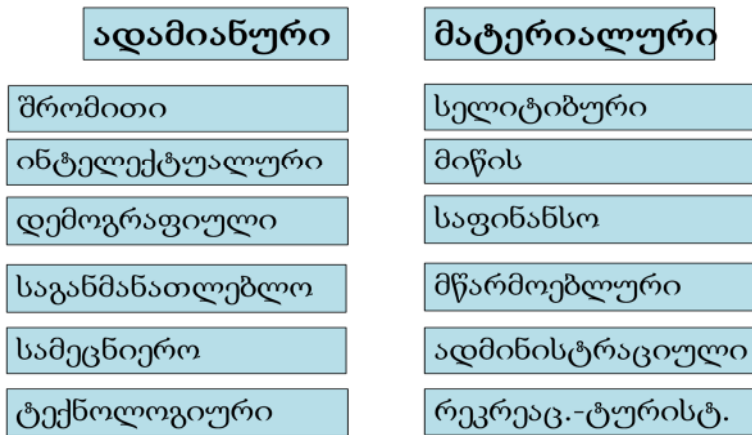 ადამიანური
მატერიალური
შრომითი
სელიტიბური
ინტელექტუალური
მიწის
დემოგრაფიული
საფინანსო
საგანმანათლებლო
მწარმოებლური
სამეცნიერო
ადმინისტრაციული
ტექნოლოგიური
რეკრეაც.-ტურისტ.